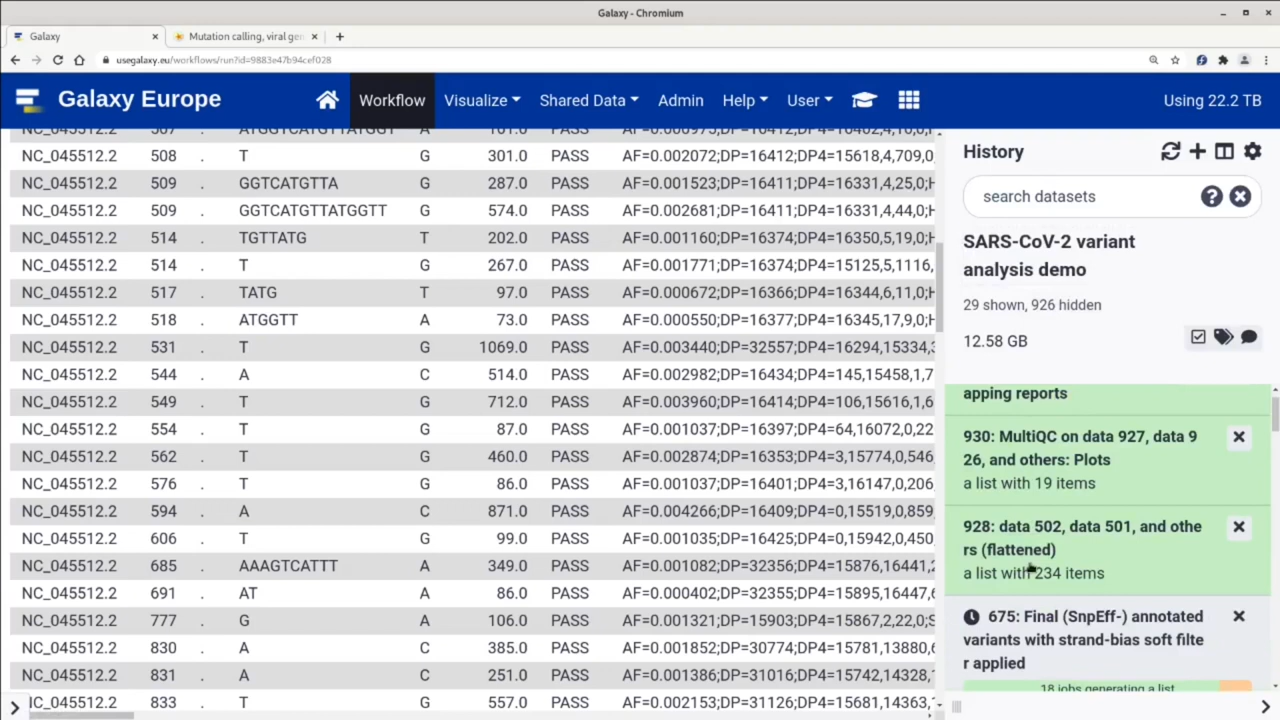 Galaxy - Chromium
Galaxy
Mutation calling, viral gen
usegalaxy.eu/workflows/run?id=9883e47b94cef028
Galaxy Europe
Workflow
Visualize
Shared Data
Admin
Help
User
Using 22.2 TB
NC_045512.2 508 . T G 301.0 PASS AF=0.002072;DP=16412;DP4=15618,4,709,0
NC_045512.2 509 . GGTCATGTTA G 287.0 PASS AF=0.001523;DP=16411;DP4=16331,4,25,0;H
NC_045512.2 509 . GGTCATGTTATGGTT G 574.0 PASS AF=0.002681;DP=16411;DP4=16331,4,44,0;H
NC_045512.2 514 . TGTTATG T 202.0 PASS AF=0.001160;DP=16374;DP4=16350,5,19,0;H
NC_045512.2 514 . T G 267.0 PASS AF=0.001771;DP=16374;DP4=15125,5,1116,
NC_045512.2 517 . TATG T 97.0 PASS AF=0.000672;DP=16366;DP4=16344,6,11,0;H
NC_045512.2 518 . ATGGTT A 73.0 PASS AF=0.000550;DP=16377;DP4=16345,17,9,0;H
NC_045512.2 531 . T G 1069.0 PASS AF=0.003440;DP=32557;DP4=16294,15334,3
NC_045512.2 544 . A C 514.0 PASS AF=0.002982;DP=16434;DP4=145,15458,1,7
NC_045512.2 549 . T G 712.0 PASS AF=0.003960;DP=16414;DP4=106,15616,1,6
NC_045512.2 554 . T G 87.0 PASS AF=0.001037;DP=16397;DP4=64,16072,0,22
NC_045512.2 562 . T G 460.0 PASS AF=0.002874;DP=16353;DP4=3,15774,0,546
NC_045512.2 576 . T G 86.0 PASS AF=0.001037;DP=16401;DP4=3,16147,0,206
NC_045512.2 594 . A C 871.0 PASS AF=0.004266;DP=16409;DP4=0,15519,0,859
NC_045512.2 606 . T G 99.0 PASS AF=0.001035;DP=16425;DP4=0,15942,0,450
NC_045512.2 685 . AAAGTCATTT A 349.0 PASS AF=0.001082;DP=32356;DP4=15876,16441,2
NC_045512.2 691 . AT A 86.0 PASS AF=0.000402;DP=32355;DP4=15895,16447,6
NC_045512.2 777 . G A 106.0 PASS AF=0.001321;DP=15903;DP4=15867,2,22,0;S
NC_045512.2 830 . A C 385.0 PASS AF=0.001852;DP=30774;DP4=15781,13880,6
NC_045512.2 831 . A C 251.0 PASS AF=0.001386;DP=31016;DP4=15742,14328,1
NC_045512.2 833 . T G 557.0 PASS AF=0.002153;DP=31126;DP4=15681,14363,
History
search datasets
SARS-CoV-2 variant
analysis demo
29 shown, 926 hidden
12.58 GB
apping reports
930: MultiQC on data 927, data 9
26, and others: Plots
a list with 19 items
928: data 502, data 501, and othe
rs (flattened)
a list with 234 items
675: Final (SnpEff-) annotated
variants with strand-bias soft filte
r applied
18 jobs generating a list